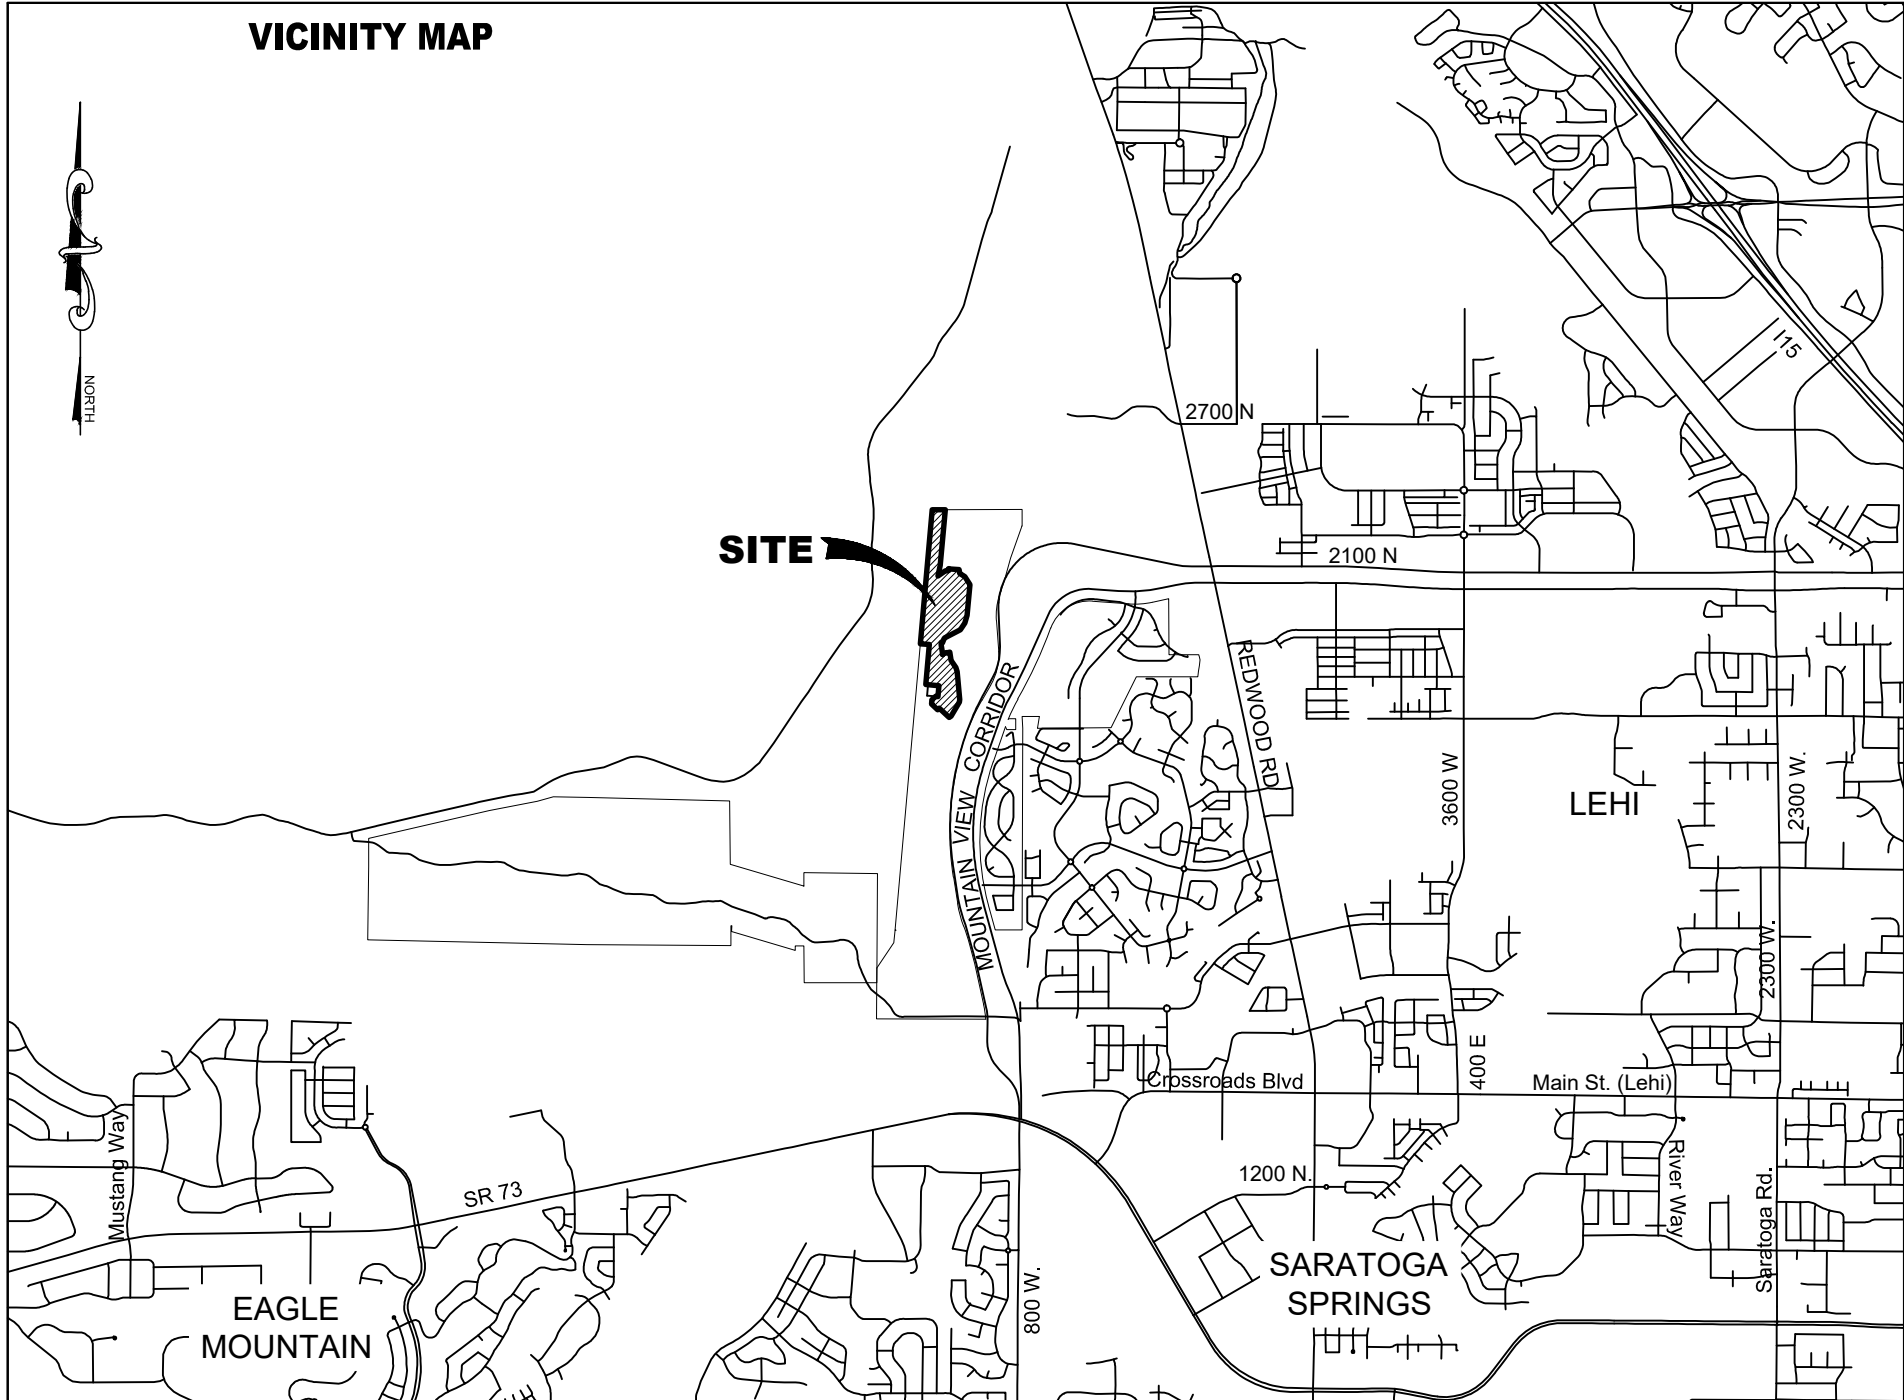 VICINITY MAP
NORTH
I15
2700 N
SITE
2100 N
REDWOOD RD
MOUNTAIN VIEW CORRIDOR
3600 W
LEHI
2300 W.
2300 W.
400 E
Crossroads Blvd
Main St. (Lehi)
Mustang Way
SR 73
1200 N.
River Way
Saratoga Rd.
800 W.
SARATOGA
SPRINGS
EAGLE
MOUNTAIN